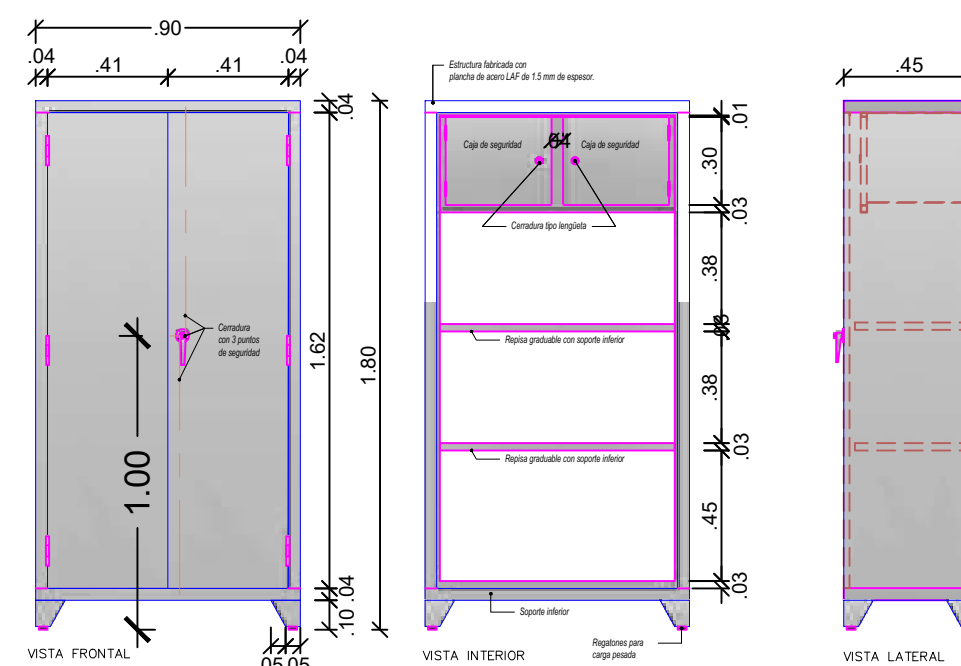 .90
.04
.41
.41
.04
.04
1.62
1.80
1.00
Cerradura
con 3 puntos
de seguridad
.04
.10
.05
.05
VISTA FRONTAL
Estructura fabricada con
plancha de acero LAF de 1.5 mm de espesor.
Caja de seguridad
Caja de seguridad
Cerradura tipo lengüeta
Repisa graduable con soporte inferior
Repisa graduable con soporte inferior
Soporte inferior
Regatones para
carga pesada
.01
.30
.03
.38
.38
.03
.45
.03
VISTA INTERIOR
.45
VISTA LATERAL